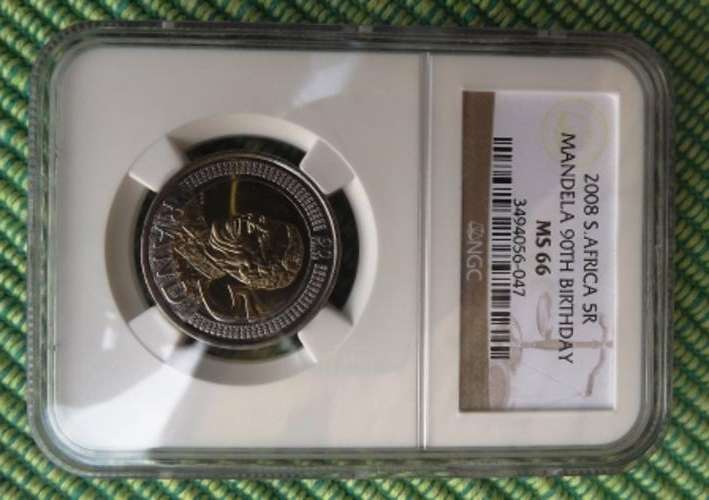 2008 S.AFRICA 5R
MANDELA 90TH BIRTHDAY
MS 66
3494056-047
NGC